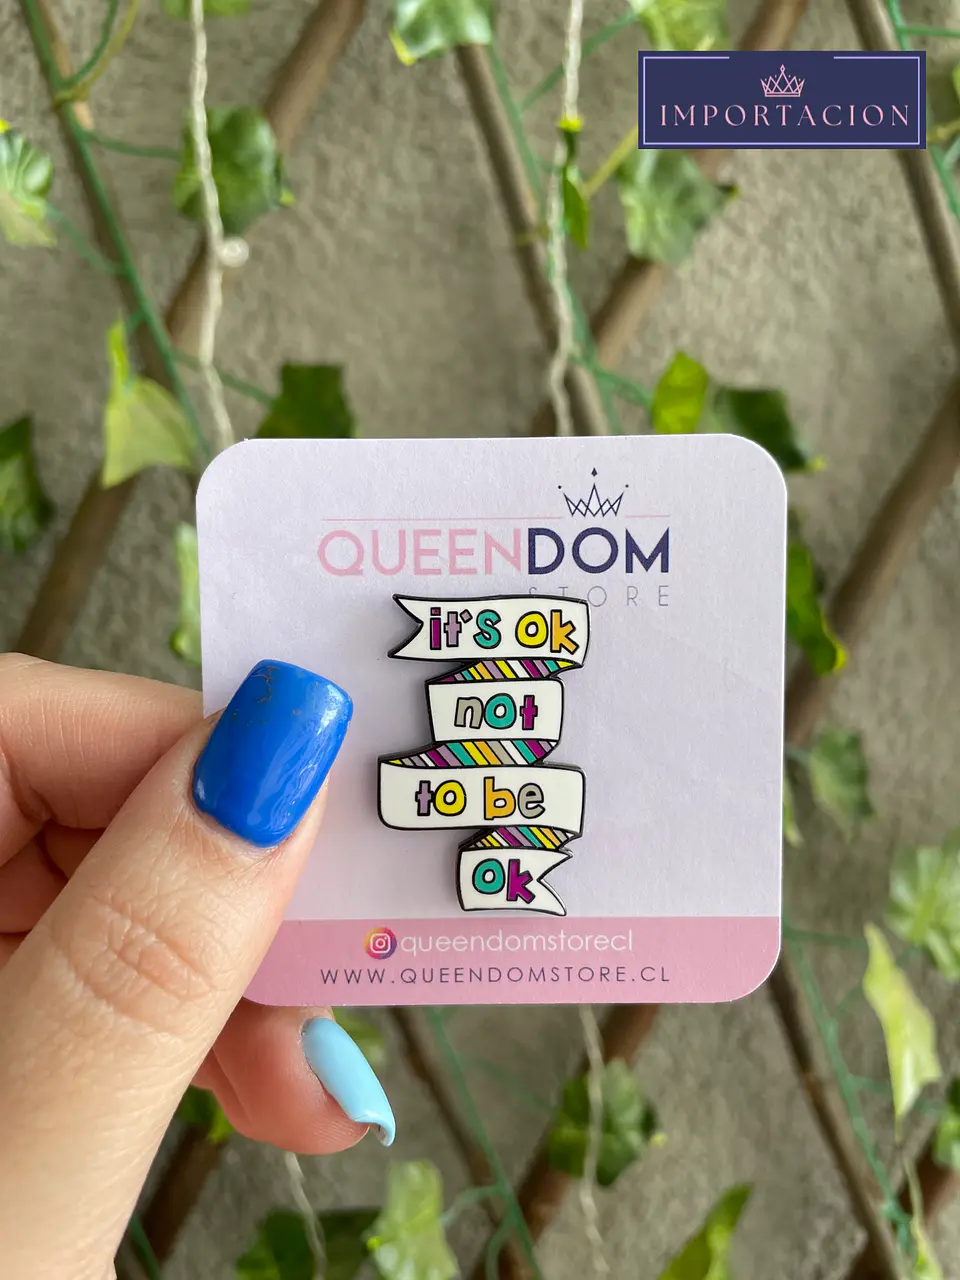 IMPORTACION
QUEENDOM
STORE
it's ok
not
to be
ok
queendomstorecl
WWW.QUEENDOMSTORE.CL